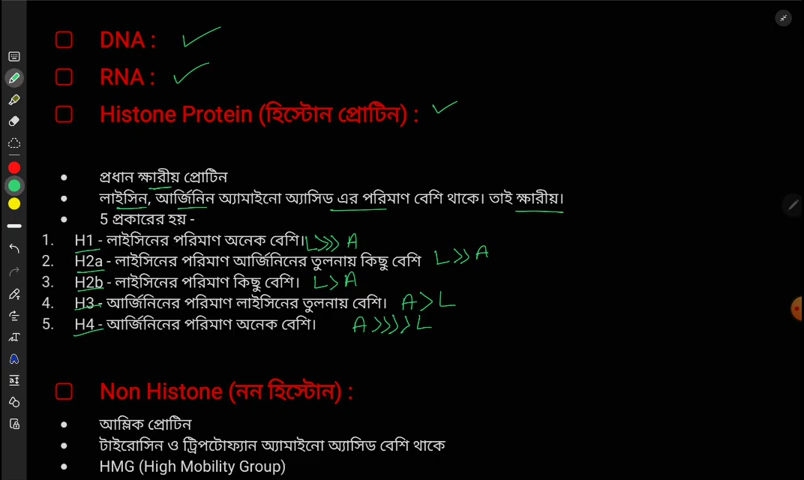 DNA :
RNA :
Histone Protein (হিস্টোন প্রোটিন) :
প্রধান ক্ষারীয় প্রোটিন
লাইসিন, আর্জিনিন অ্যামাইনো অ্যাসিড এর পরিমাণ বেশি থাকে। তাই ক্ষারীয়।
5 প্রকারের হয় -
1. H1 - লাইসিনের পরিমাণ অনেক বেশি। L>>> A
2. H2a - লাইসিনের পরিমাণ আর্জিনিনের তুলনায় কিছু বেশি L >> A
3. H2b - লাইসিনের পরিমাণ কিছু বেশি। L > A
4. H3 - আর্জিনিনের পরিমাণ লাইসিনের তুলনায় বেশি। A > L
5. H4 - আর্জিনিনের পরিমাণ অনেক বেশি। A >>>> L
Non Histone (নন হিস্টোন) :
আম্লিক প্রোটিন
টাইরোসিন ও ট্রিপটোফ্যান অ্যামাইনো অ্যাসিড বেশি থাকে
HMG (High Mobility Group)